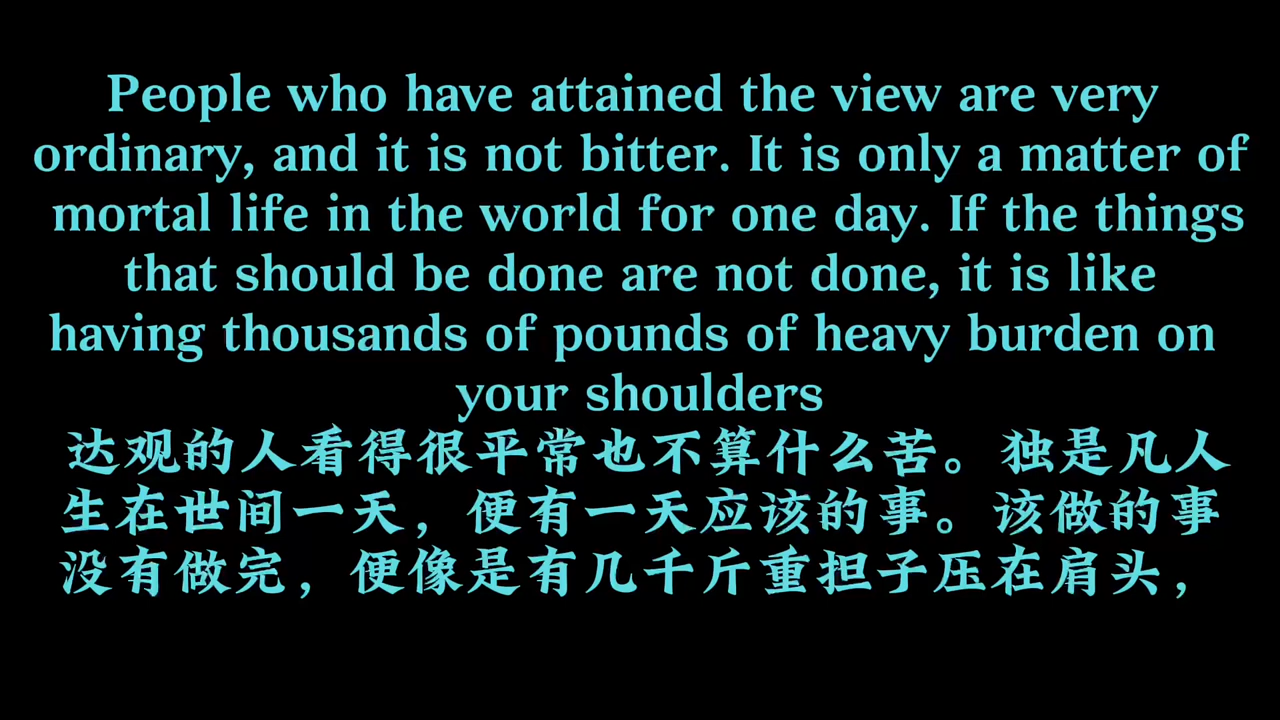 People who have attained the view are very
ordinary, and it is not bitter. It is only a matter of
mortal life in the world for one day. If the things
that should be done are not done, it is like
having thousands of pounds of heavy burden on
your shoulders
达观的人看得很平常也不算什么苦。独是凡人
生在世间一天，便有一天应该的事。该做的事
没有做完，便像是有几千斤重担子压在肩头，